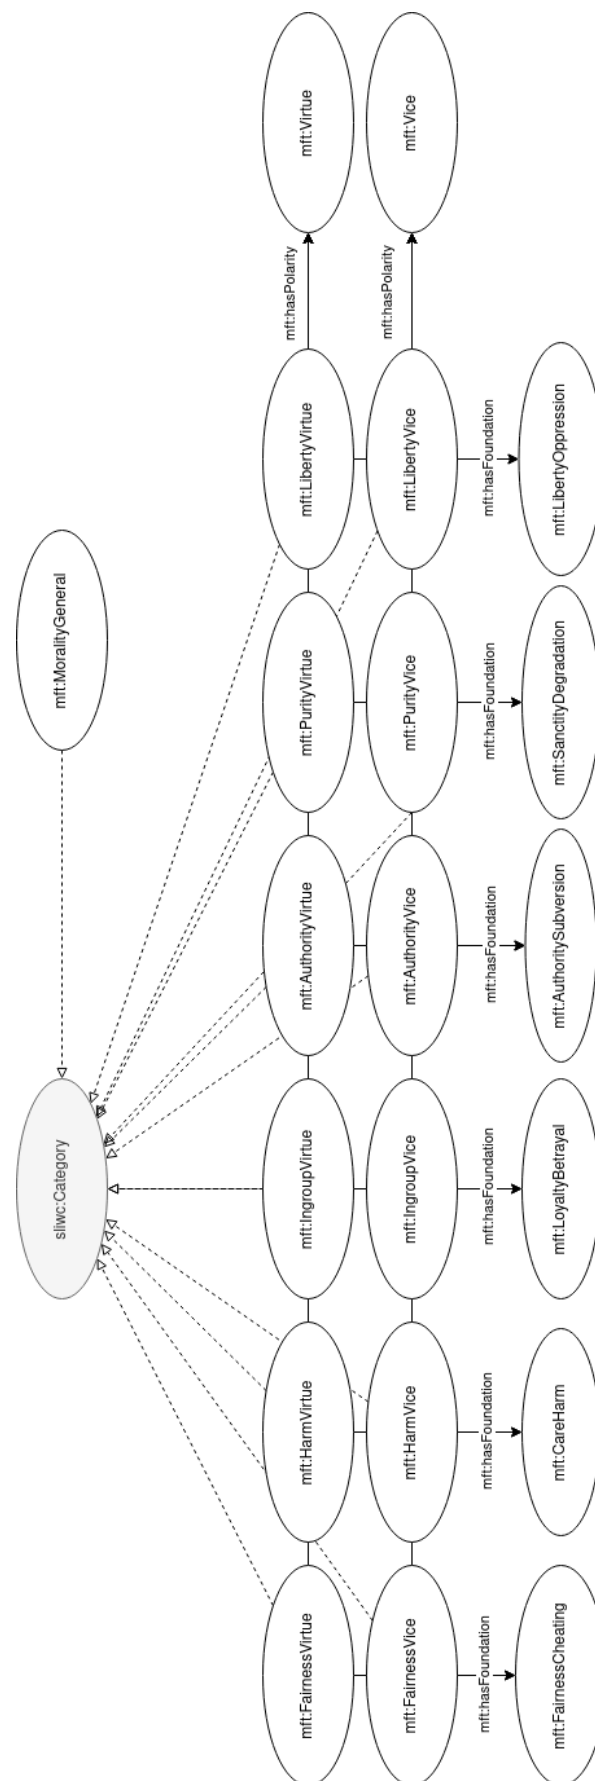 sliwc:Category
mft:MoralityGeneral
mft:FairnessVirtue
mft:HarmVirtue
mft:IngroupVirtue
mft:AuthorityVirtue
mft:PurityVirtue
mft:LibertyVirtue
mft:hasPolarity
mft:Virtue
mft:FairnessVice
mft:HarmVice
mft:IngroupVice
mft:AuthorityVice
mft:PurityVice
mft:LibertyVice
mft:hasPolarity
mft:Vice
mft:hasFoundation
mft:hasFoundation
mft:hasFoundation
mft:hasFoundation
mft:hasFoundation
mft:hasFoundation
mft:FairnessCheating
mft:CareHarm
mft:LoyaltyBetrayal
mft:AuthoritySubversion
mft:SanctityDegradation
mft:LibertyOppression